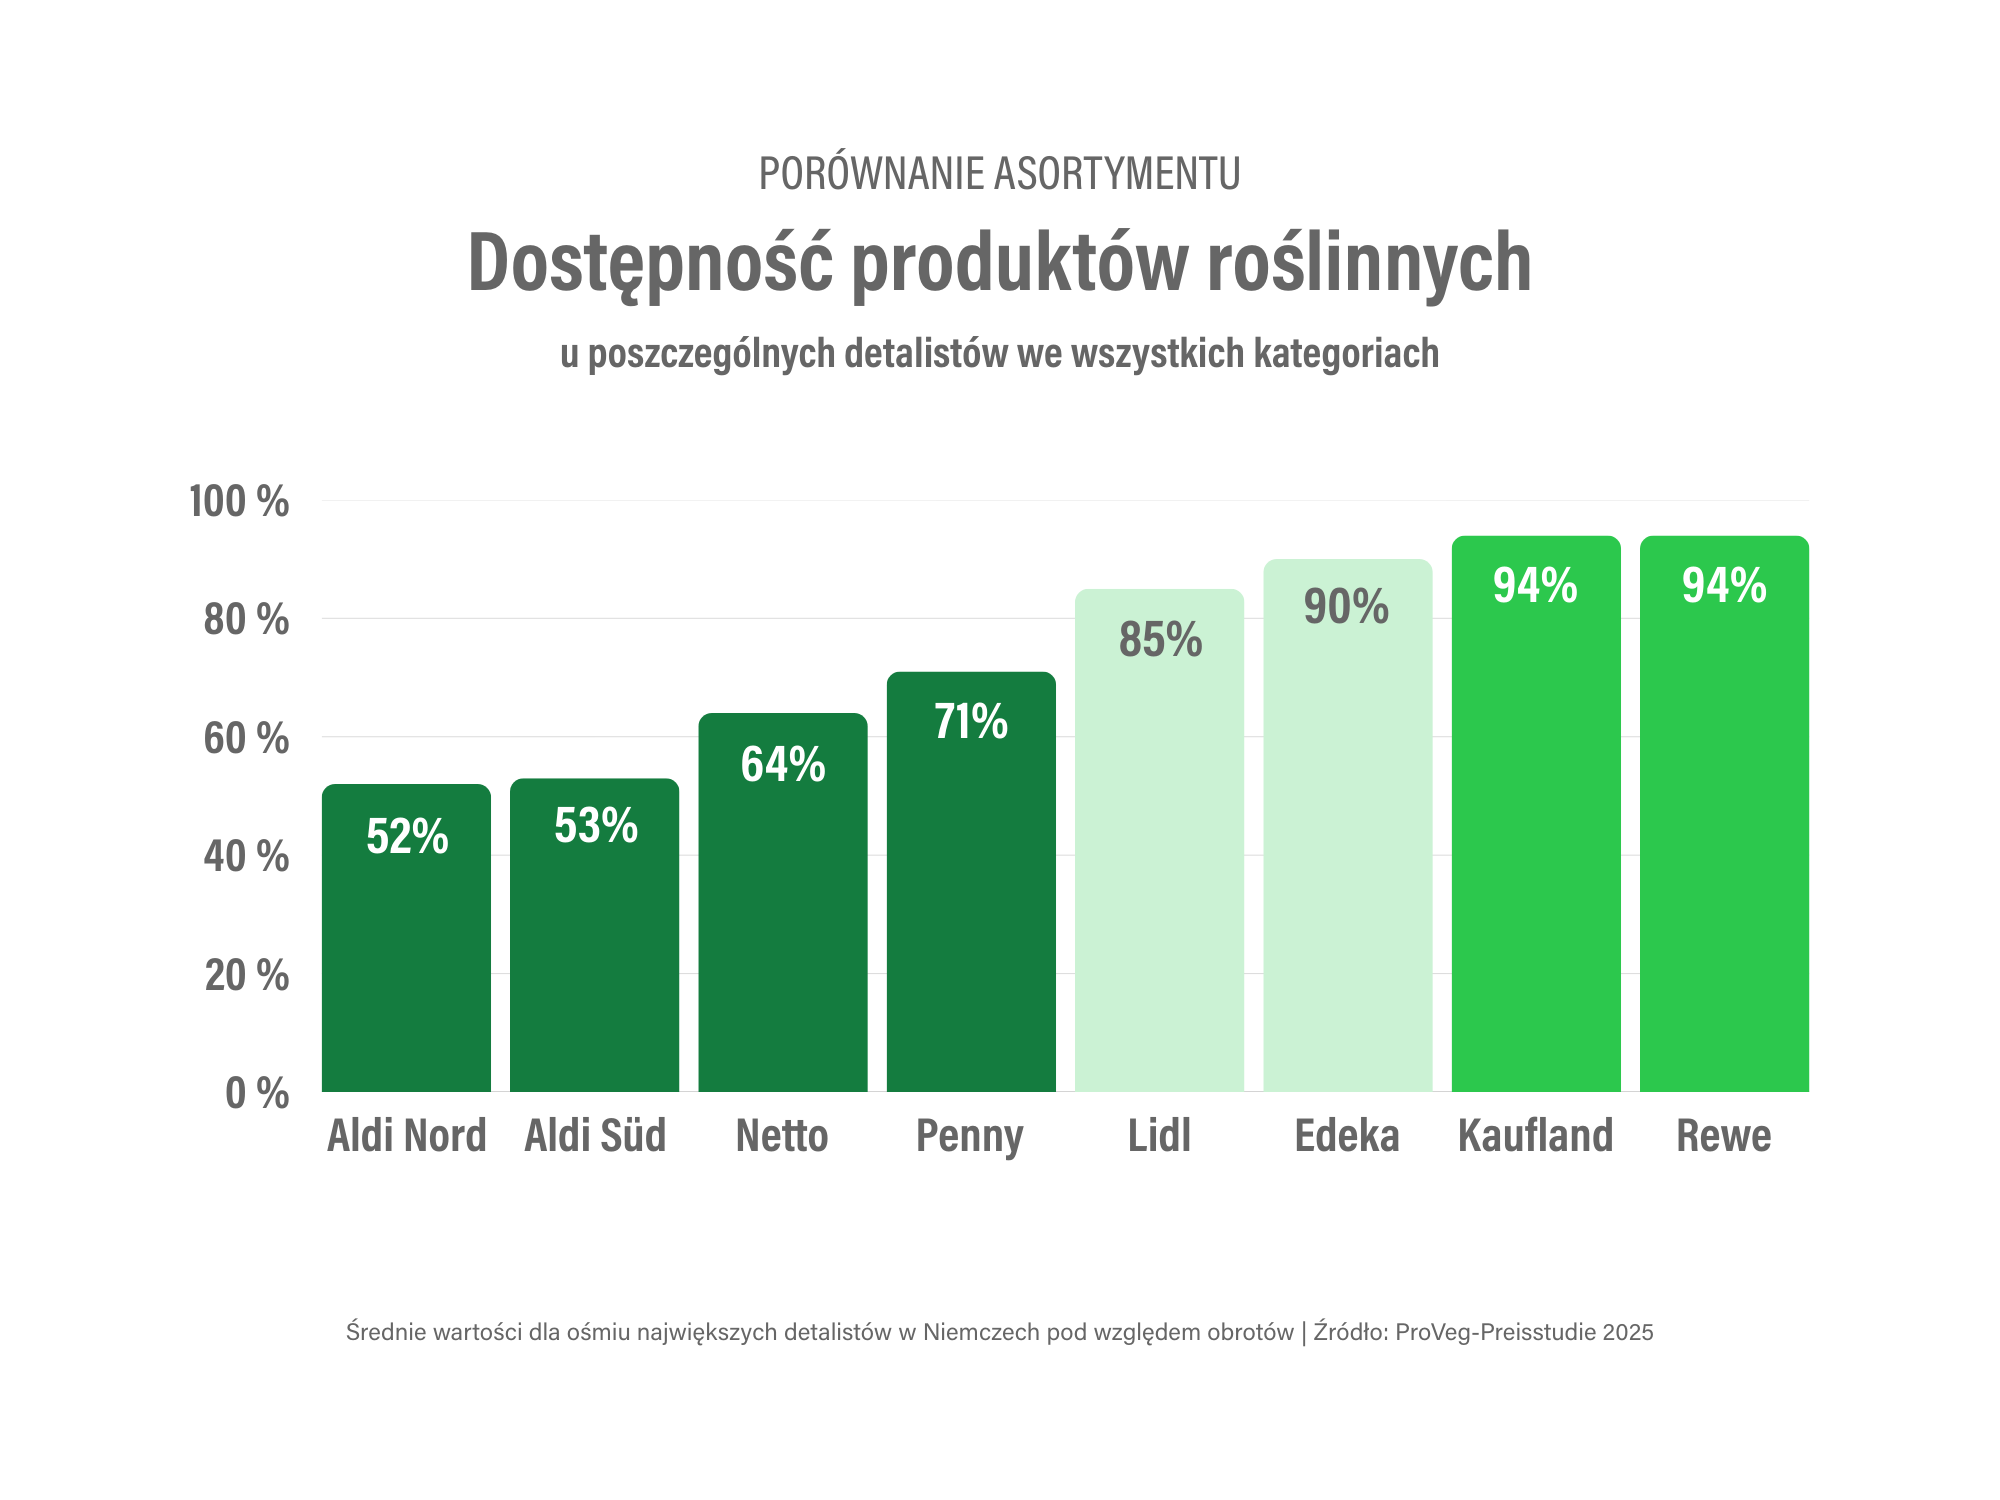 PORÓWNANIE ASORTYMENTU
Dostępność produktów roślinnych
u poszczególnych detalistów we wszystkich kategoriach
100 %
80 %
60 %
40 %
20 %
0 %
52%
53%
64%
71%
85%
90%
94%
94%
Aldi Nord
Aldi Süd
Netto
Penny
Lidl
Edeka
Kaufland
Rewe
Średnie wartości dla ośmiu największych detalistów w Niemczech pod względem obrotów | Źródło: ProVeg-Preisstudie 2025